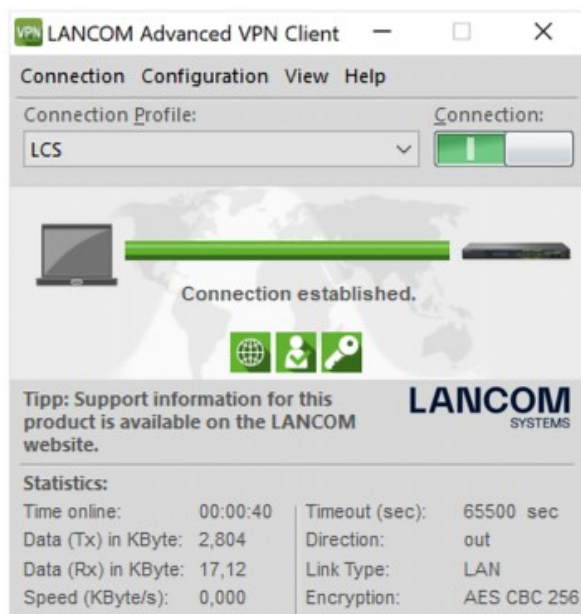 VPN LANCOM Advanced VPN Client
Connection Configuration View Help
Connection Profile: Connection:
LCS
Connection established.
Tipp: Support information for this
product is available on the LANCOM
website.
LANCOM
SYSTEMS
Statistics:
Time online: 00:00:40 Timeout (sec): 65500 sec
Data (Tx) in KByte: 2,804 Direction: out
Data (Rx) in KByte: 17,12 Link Type: LAN
Speed (KByte/s): 0,000 Encryption: AES CBC 256